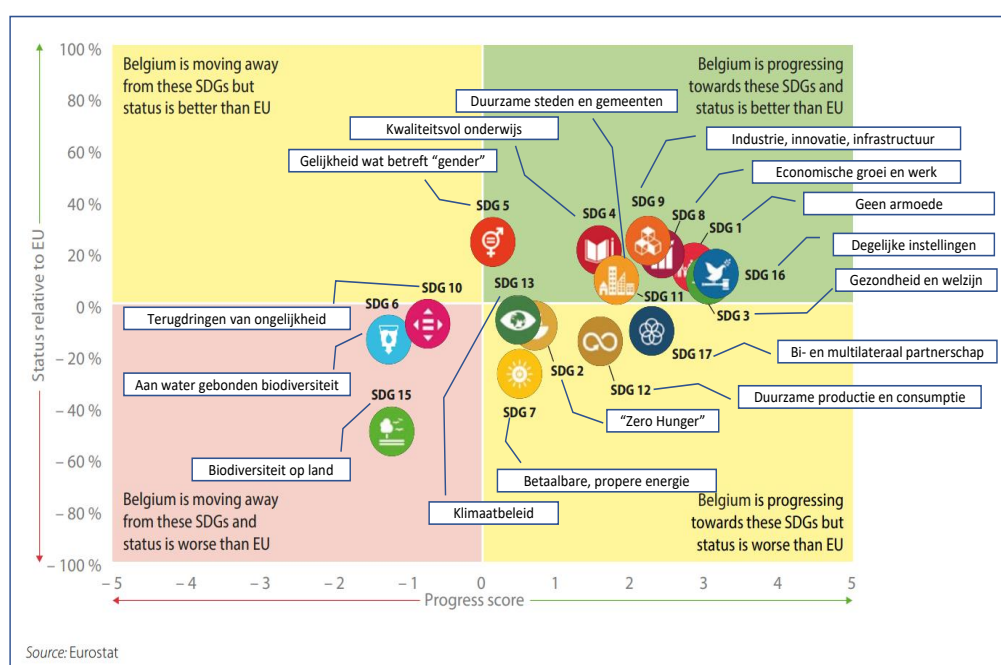 100 %
80 %
60 %
40 %
20 %
0 %
– 20 %
– 40 %
– 60 %
– 80 %
– 100 %
Status relative to EU
Belgium is moving away
from these SDGs but
status is better than EU
Belgium is progressing
towards these SDGs and
status is better than EU
Duurzame steden en gemeenten
Kwaliteitsvol onderwijs
Industrie, innovatie, infrastructuur
Gelijkheid wat betreft “gender”
Economische groei en werk
Geen armoede
Degelijke instellingen
Gezondheid en welzijn
SDG 5
SDG 4
SDG 9
SDG 8
SDG 1
SDG 16
SDG 11
SDG 3
SDG 10
SDG 13
SDG 6
Terugdringen van ongelijkheid
SDG 17
Bi- en multilateraal partnerschap
Aan water gebonden biodiversiteit
SDG 15
SDG 2
SDG 12
Duurzame productie en consumptie
SDG 7
“Zero Hunger”
Biodiversiteit op land
Betaalbare, propere energie
Klimaatbeleid
Belgium is moving away
from these SDGs and
status is worse than EU
Belgium is progressing
towards these SDGs but
status is worse than EU
– 5
– 4
– 3
– 2
– 1
0
1
2
3
4
5
Progress score
Source: Eurostat